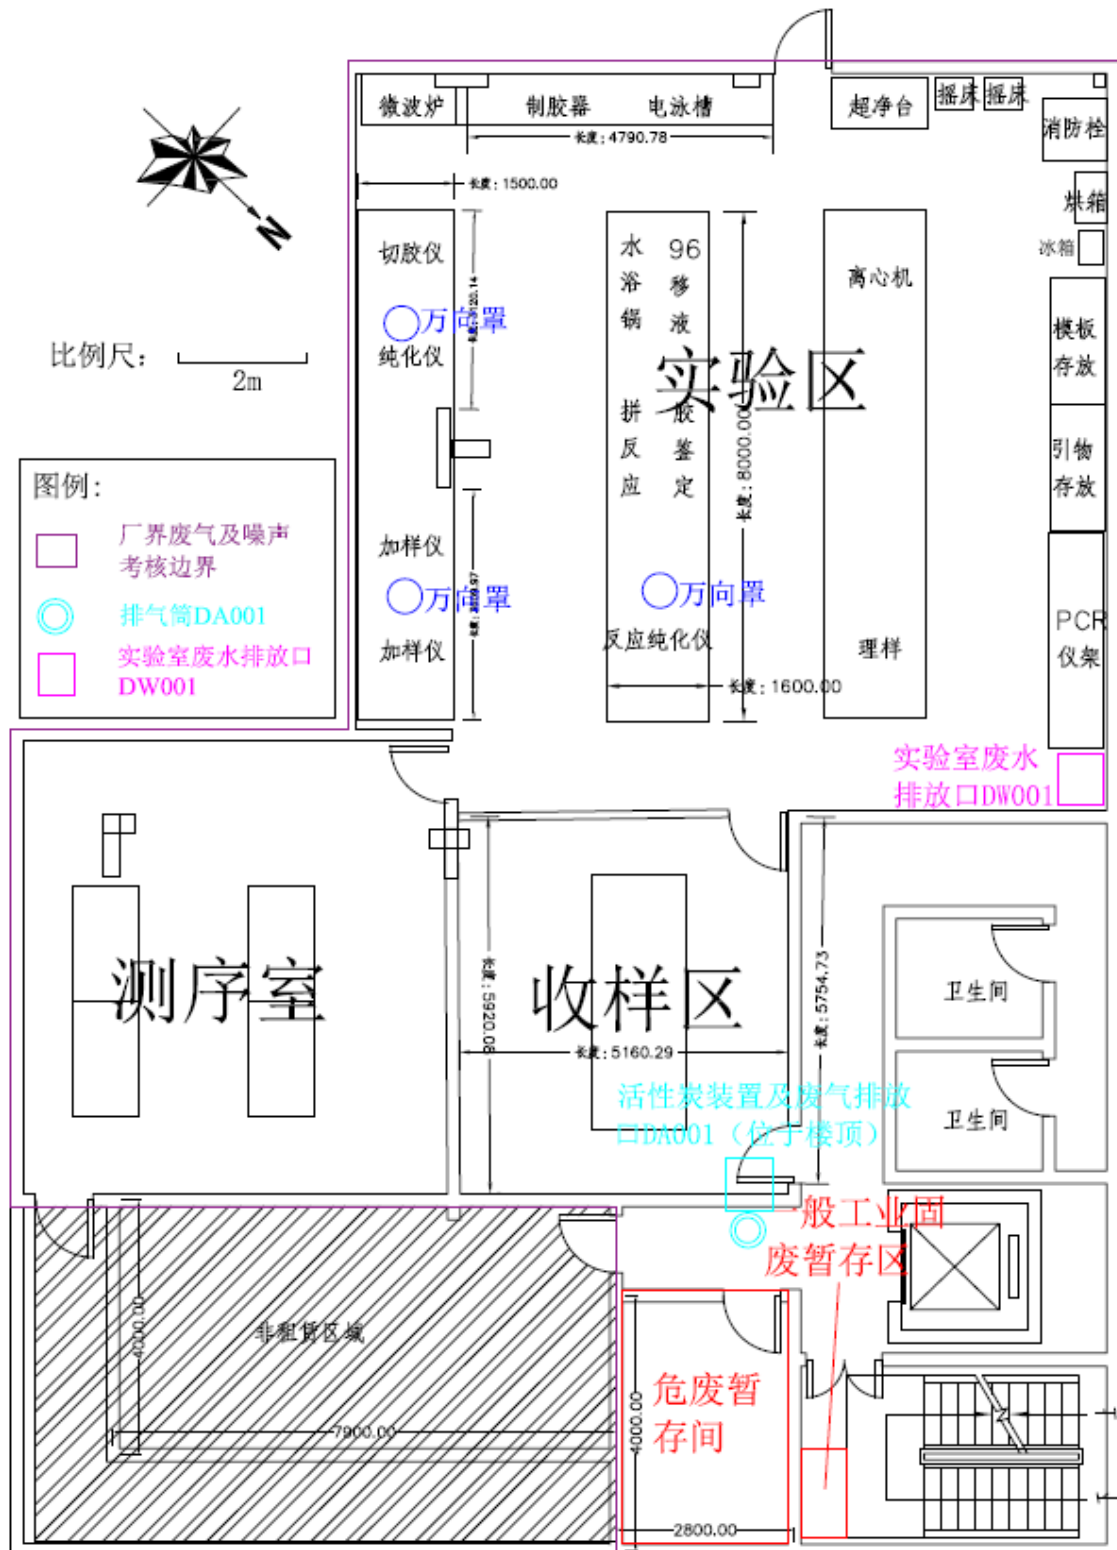 微波炉
制胶器
电泳槽
长度: 4790.78
超净台
摇床
摇床
消防栓
烘箱
冰箱
长度: 1500.00
N
比例尺:
2m
切胶仪
万向罩
纯化仪
长度: 3120.14
加样仪
万向罩
加样仪
水浴锅
96移液
拼反应
胶鉴定
实验区
长度: 8000.00
万向罩
反应纯化仪
长度: 1600.00
离心机
理样
模板
存放
引物
存放
PCR
仪架
图例:
厂界废气及噪声
考核边界
排气筒DA001
实验室废水排放口
DW001
实验室废水
排放口DW001
测序室
收样区
长度: 5920.08
长度: 5160.29
长度: 5754.73
卫生间
卫生间
活性炭装置及废气排放
口DA001（位于楼顶）
一般工业固
废暂存区
非租赁区域
4000.00
7900.00
危废暂
存间
4000.00
2800.00